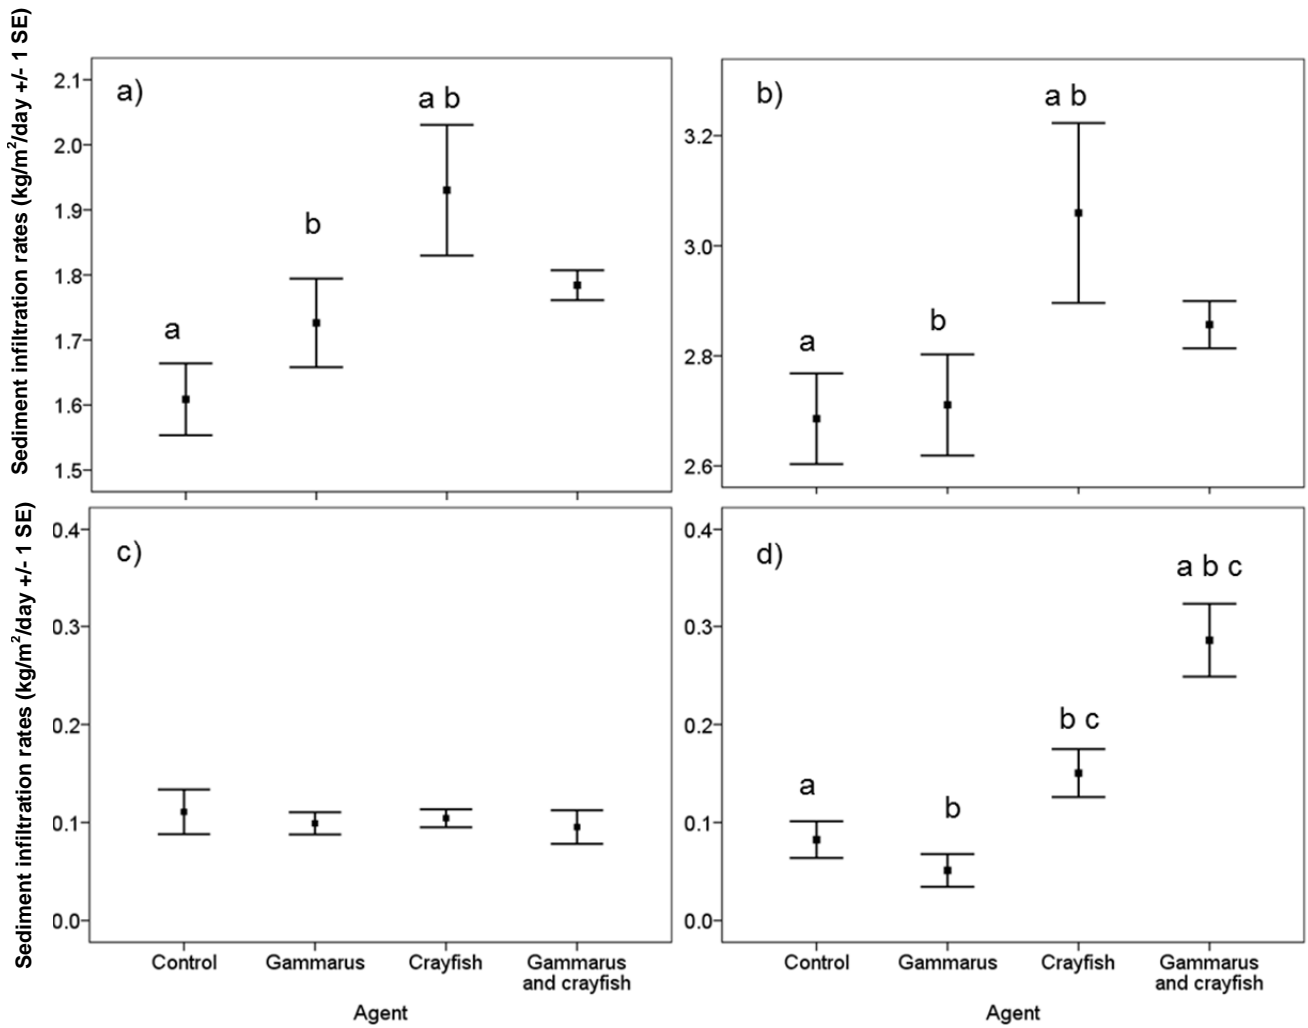 Sediment infiltration rates (kg/m²/day +/- 1 SE)
a)
2.1
2.0
1.9
1.8
1.7
1.6
1.5
a
b
a b
b)
3.2
3.0
2.8
2.6
a
b
a b
Sediment infiltration rates (kg/m²/day +/- 1 SE)
c)
0.4
0.3
0.2
0.1
0.0
Control
Gammarus
Crayfish
Gammarus
and crayfish
Agent
d)
0.4
0.3
0.2
0.1
0.0
a
b
b c
a b c
Control
Gammarus
Crayfish
Gammarus
and crayfish
Agent